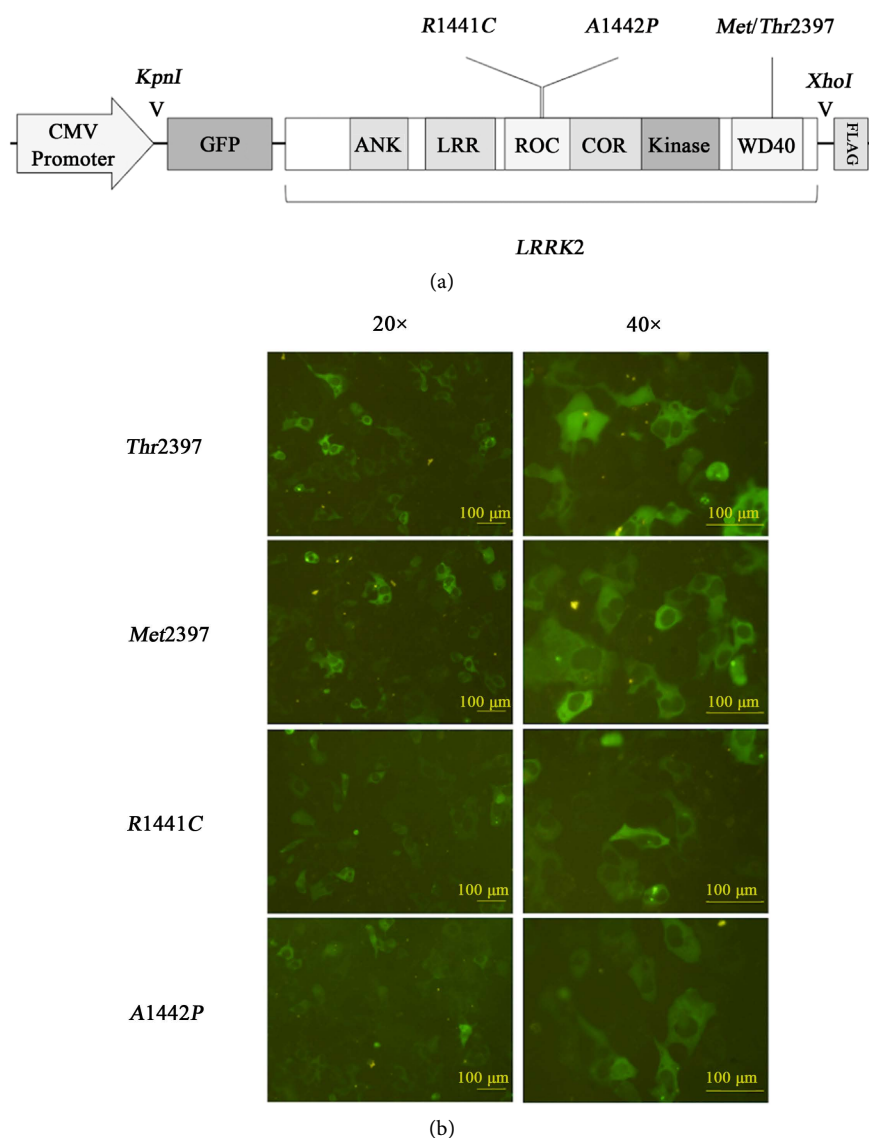 R1441C A1442P Met/Thr2397
KpnI XhoI
V V
CMV Promoter GFP ANK LRR ROC COR Kinase WD40 FLAG
LRRK2
(a)
20× 40×
Thr2397
100 μm 100 μm
Met2397
100 μm 100 μm
R1441C
100 μm 100 μm
A1442P
100 μm 100 μm
(b)